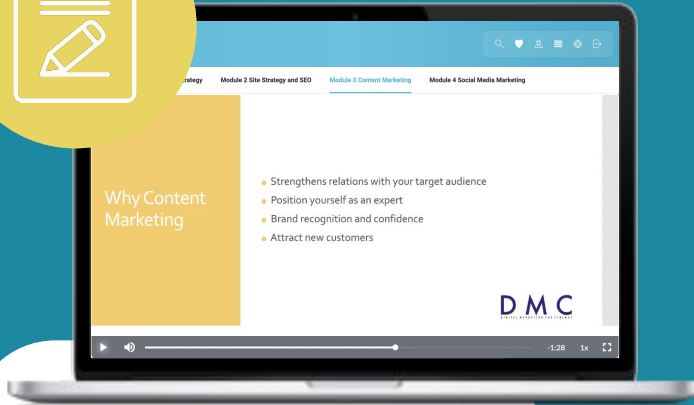 rategy Module 2 Site Strategy and SEO Module 3 Content Marketing Module 4 Social Media Marketing
Why Content
Marketing
Strengthens relations with your target audience
Position yourself as an expert
Brand recognition and confidence
Attract new customers
DMC
-1:28 1x